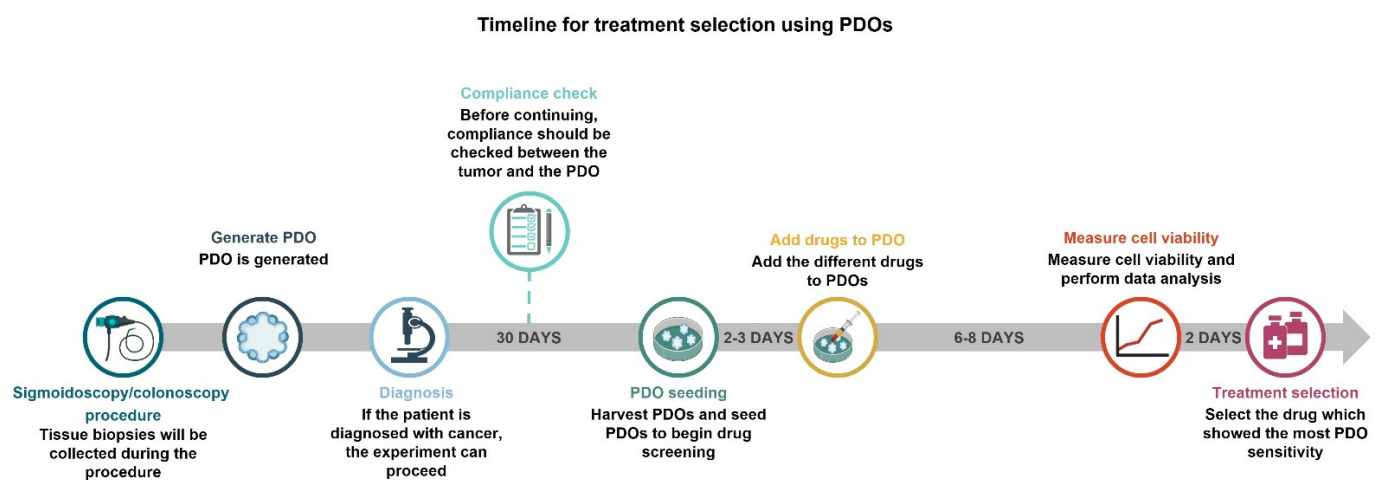 Timeline for treatment selection using PDOs
Compliance check
Before continuing,
compliance should be
checked between the
tumor and the PDO
Generate PDO
PDO is generated
Add drugs to PDO
Add the different drugs
to PDOs
Measure cell viability
Measure cell viability and
perform data analysis
30 DAYS
2-3 DAYS
6-8 DAYS
2 DAYS
Sigmoidoscopy/colonoscopy
procedure
Tissue biopsies will be
collected during the
procedure
Diagnosis
If the patient is
diagnosed with cancer,
the experiment can
proceed
PDO seeding
Harvest PDOs and seed
PDOs to begin drug
screening
Treatment selection
Select the drug which
showed the most PDO
sensitivity